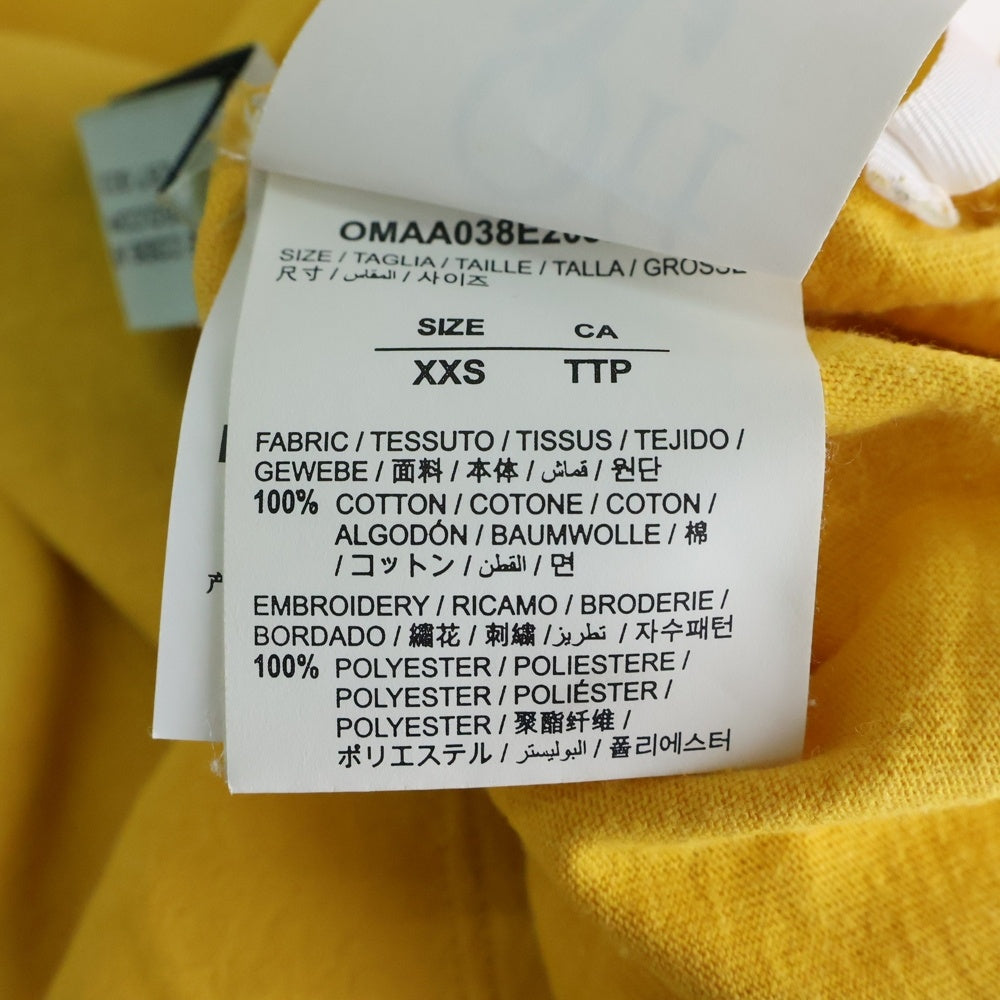 OMAA038E20
SIZE / TAGLIA / TAILLE / TALLA / GROSSE
尺寸 / المقاس / 사이즈
SIZE CA
XXS TTP
FABRIC / TESSUTO / TISSUS / TEJIDO /
GEWEBE / 面料 / 本体 / قماش / 원단
100% COTTON / COTONE / COTON /
ALGODÓN / BAUMWOLLE / 棉
/ コットン / القطن / 면
EMBROIDERY / RICAMO / BRODERIE /
BORDADO / 繡花 / 刺繍 / تطريز / 자수패턴
100% POLYESTER / POLIESTERE /
POLYESTER / POLIÉSTER /
POLYESTER / 聚酯纤维 /
ポリエステル / البوليستر / 폴리에스터
产